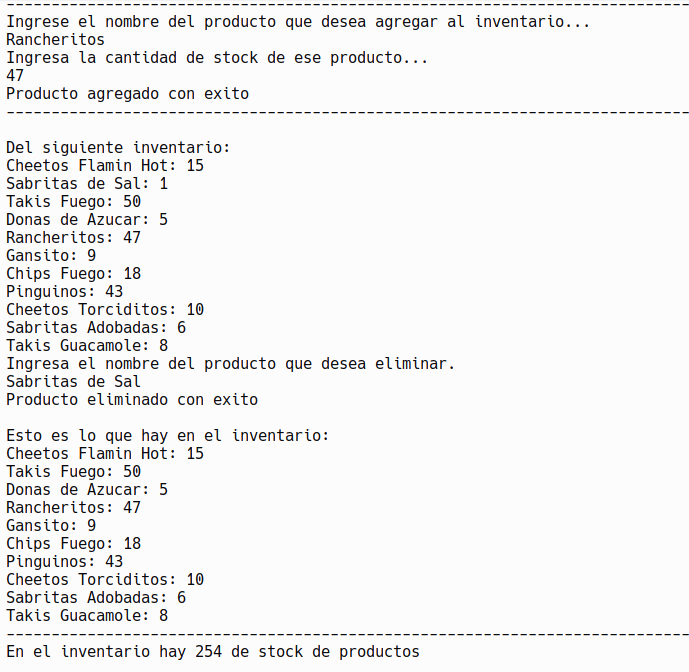 --------------------------------------------------------------------------------
Ingrese el nombre del producto que desea agregar al inventario...
Rancheritos
Ingresa la cantidad de stock de ese producto...
47
Producto agregado con exito
--------------------------------------------------------------------------------
Del siguiente inventario:
Cheetos Flamin Hot: 15
Sabritas de Sal: 1
Takis Fuego: 50
Donas de Azucar: 5
Rancheritos: 47
Gansito: 9
Chips Fuego: 18
Pinguinos: 43
Cheetos Torciditos: 10
Sabritas Adobadas: 6
Takis Guacamole: 8
Ingresa el nombre del producto que desea eliminar.
Sabritas de Sal
Producto eliminado con exito
Esto es lo que hay en el inventario:
Cheetos Flamin Hot: 15
Takis Fuego: 50
Donas de Azucar: 5
Rancheritos: 47
Gansito: 9
Chips Fuego: 18
Pinguinos: 43
Cheetos Torciditos: 10
Sabritas Adobadas: 6
Takis Guacamole: 8
--------------------------------------------------------------------------------
En el inventario hay 254 de stock de productos